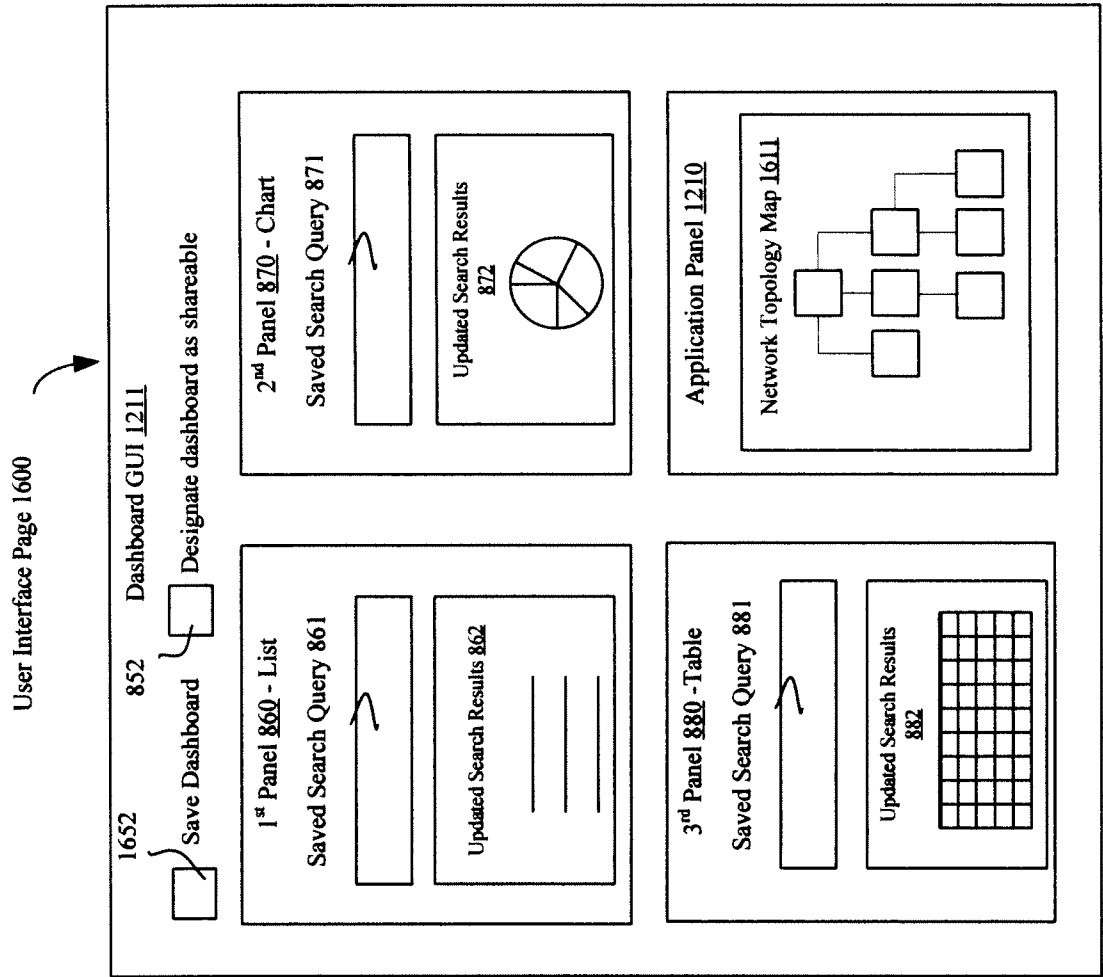 User Interface Page 1600
Dashboard GUI 1211
1652
852
Save Dashboard
Designate dashboard as shareable
1st Panel 860 - List
Saved Search Query 861
Updated Search Results 862
2nd Panel 870 - Chart
Saved Search Query 871
Updated Search Results
872
3rd Panel 880 -Table
Saved Search Query 881
Updated Search Results
882
Application Panel 1210
Network Topology Map 1611